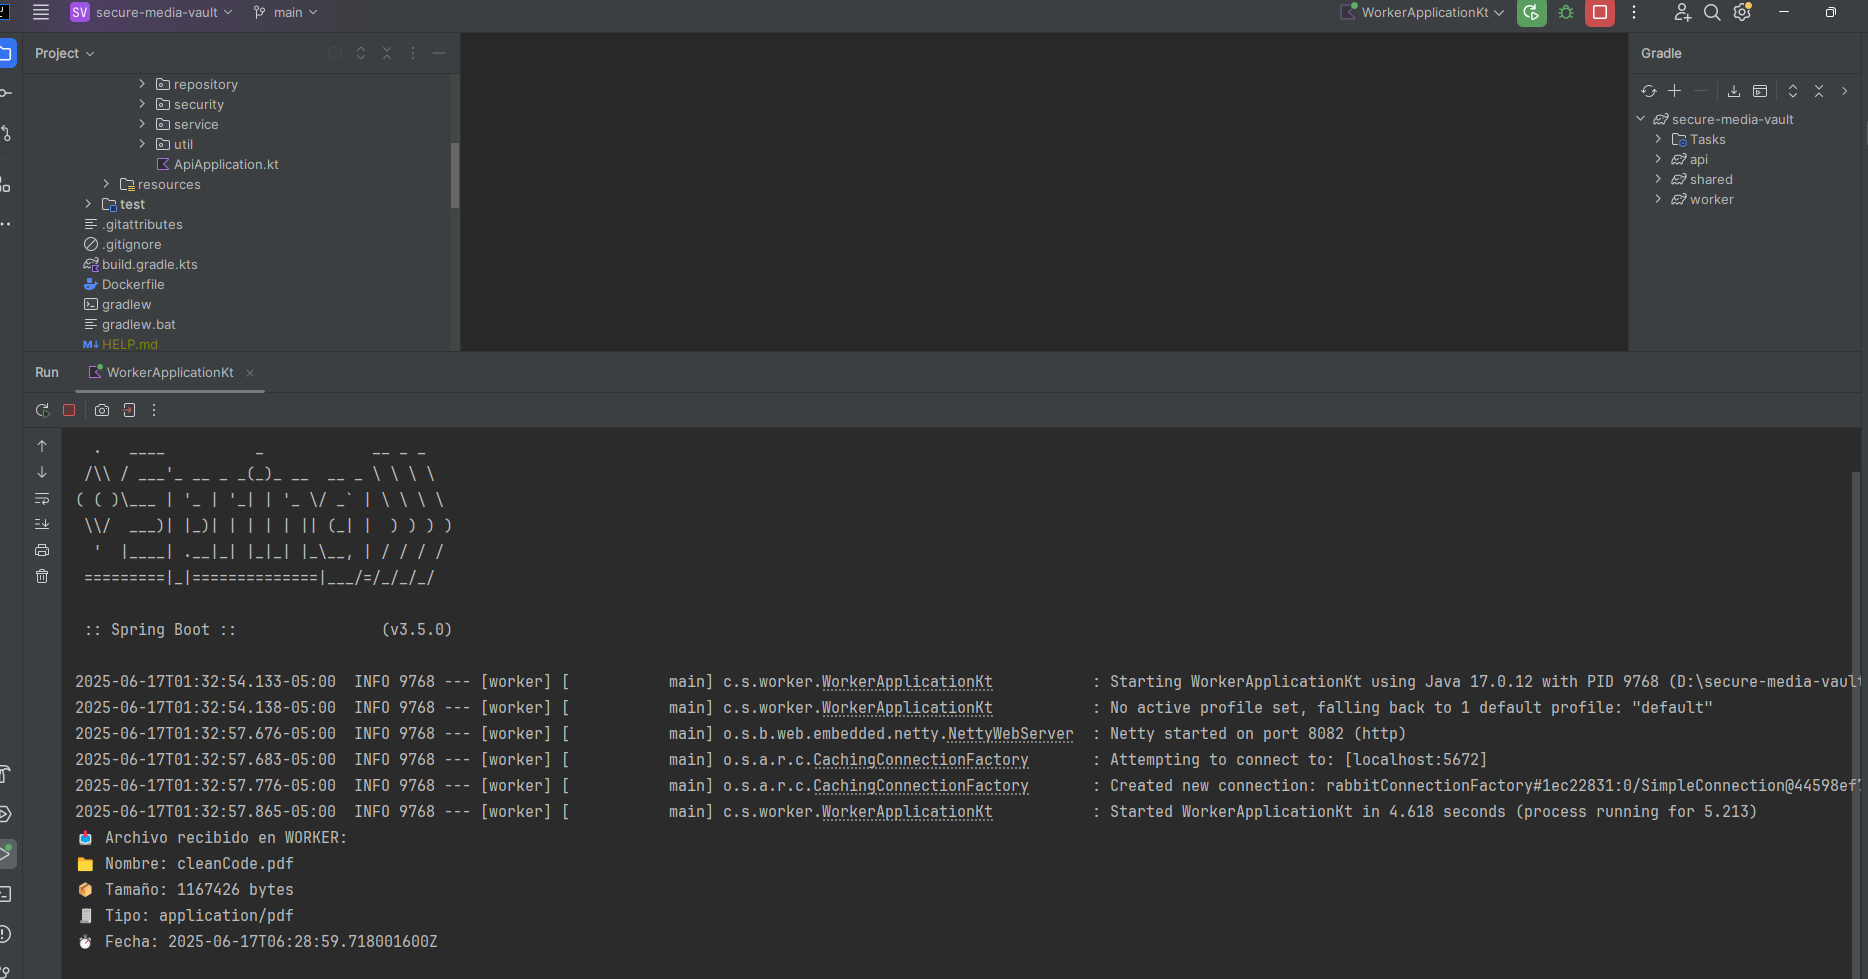 SV secure-media-vault main WorkerApplicationKt
Project
repository
security
service
util
ApiApplication.kt
resources
test
.gitattributes
.gitignore
build.gradle.kts
Dockerfile
gradlew
gradlew.bat
M↓ HELP.md
Gradle
secure-media-vault
Tasks
api
shared
worker
Run WorkerApplicationKt
  .   ____          _            __ _ _
 /\\ / ___'_ __ _ _(_)_ __  __ _ \ \ \ \
( ( )\___ | '_ | '_| | '_ \/ _` | \ \ \ \
 \\/  ___)| |_)| | | | | || (_| |  ) ) ) )
  '  |____| .__|_| |_|_| |_\__, | / / / /
 =========|_|==============|___/=/_/_/_/
:: Spring Boot :: (v3.5.0)
2025-06-17T01:32:54.133-05:00 INFO 9768 --- [worker] [ main] c.s.worker.WorkerApplicationKt : Starting WorkerApplicationKt using Java 17.0.12 with PID 9768 (D:\secure-media-vault
2025-06-17T01:32:54.138-05:00 INFO 9768 --- [worker] [ main] c.s.worker.WorkerApplicationKt : No active profile set, falling back to 1 default profile: "default"
2025-06-17T01:32:57.676-05:00 INFO 9768 --- [worker] [ main] o.s.b.web.embedded.netty.NettyWebServer : Netty started on port 8082 (http)
2025-06-17T01:32:57.683-05:00 INFO 9768 --- [worker] [ main] o.s.a.r.c.CachingConnectionFactory : Attempting to connect to: [localhost:5672]
2025-06-17T01:32:57.776-05:00 INFO 9768 --- [worker] [ main] o.s.a.r.c.CachingConnectionFactory : Created new connection: rabbitConnectionFactory#1ec22831:0/SimpleConnection@44598ef7
2025-06-17T01:32:57.865-05:00 INFO 9768 --- [worker] [ main] c.s.worker.WorkerApplicationKt : Started WorkerApplicationKt in 4.618 seconds (process running for 5.213)
📥 Archivo recibido en WORKER:
📁 Nombre: cleanCode.pdf
📦 Tamaño: 1167426 bytes
🧾 Tipo: application/pdf
⏱ Fecha: 2025-06-17T06:28:59.718001600Z